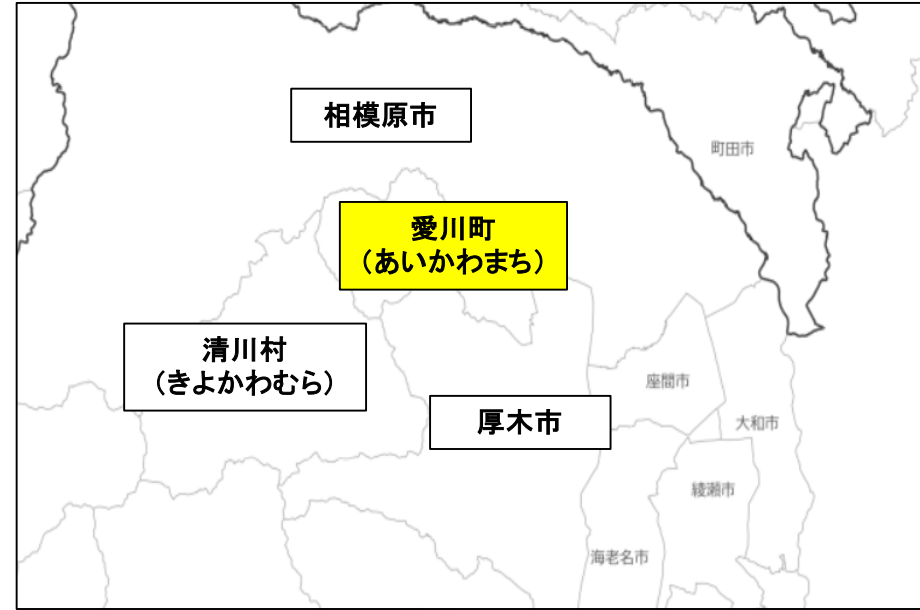 相模原市
町田市
愛川町
（あいかわまち）
清川村
（きよかわむら）
座間市
厚木市
大和市
綾瀬市
海老名市